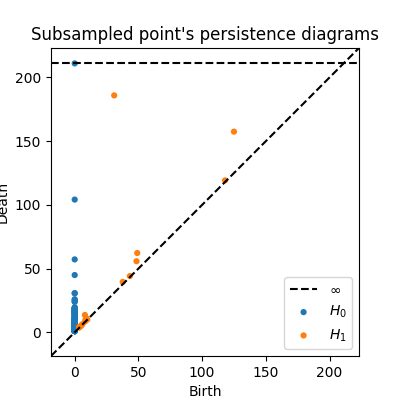 Subsampled point's persistence diagrams
200
150
100
50
0
Death
0
50
100
150
200
Birth
∞
H₀
H₁